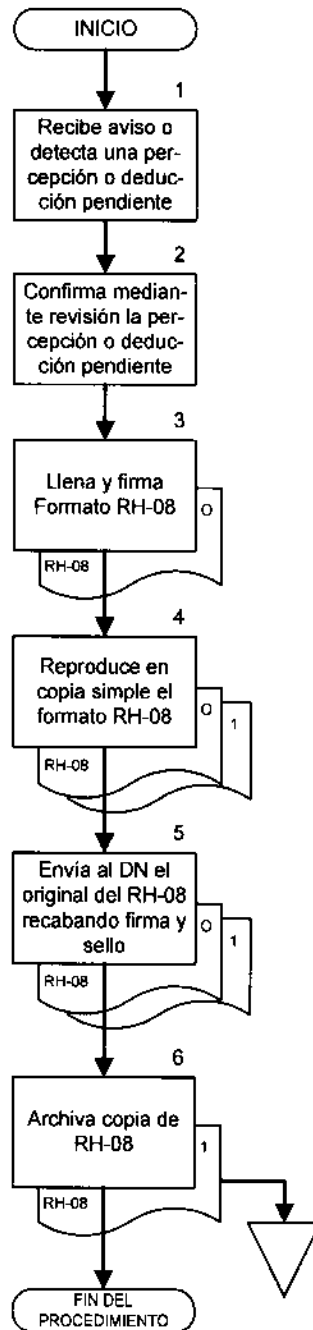 INICIO
1
Recibe aviso o
detecta una per-
cepción o deduc-
ción pendiente
2
Confirma median-
te revisión la per-
cepción o deduc-
ción pendiente
3
Llena y firma
Formato RH-08
O
RH-08
4
Reproduce en
copia simple el
formato RH-08
O
1
RH-08
5
Envía al DN el
original del RH-08
recabando firma y
sello
O
1
RH-08
6
Archiva copia de
RH-08
1
RH-08
FIN DEL
PROCEDIMIENTO